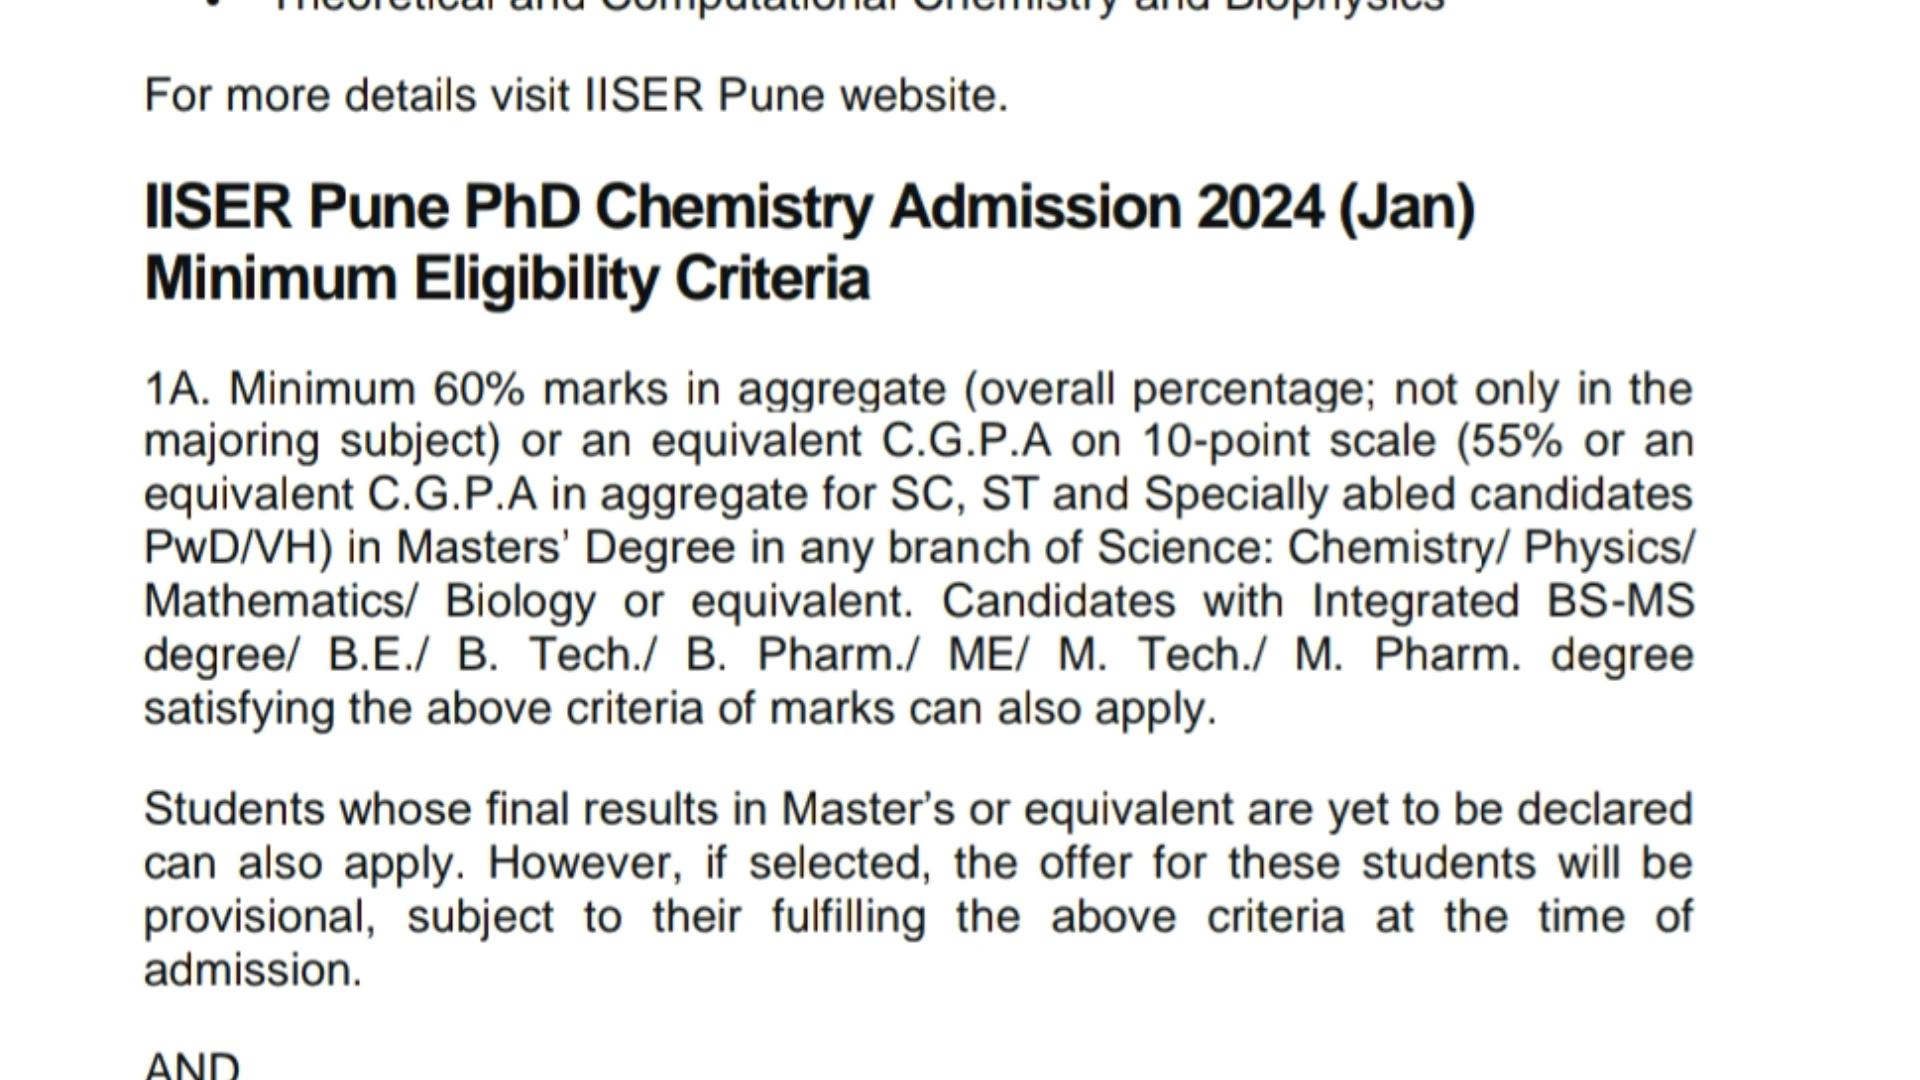 • Theoretical and Computational Chemistry and Biophysics
For more details visit IISER Pune website.
IISER Pune PhD Chemistry Admission 2024 (Jan)
Minimum Eligibility Criteria
1A. Minimum 60% marks in aggregate (overall percentage; not only in the
majoring subject) or an equivalent C.G.P.A on 10-point scale (55% or an
equivalent C.G.P.A in aggregate for SC, ST and Specially abled candidates
PwD/VH) in Masters’ Degree in any branch of Science: Chemistry/ Physics/
Mathematics/ Biology or equivalent. Candidates with Integrated BS-MS
degree/ B.E./ B. Tech./ B. Pharm./ ME/ M. Tech./ M. Pharm. degree
satisfying the above criteria of marks can also apply.
Students whose final results in Master’s or equivalent are yet to be declared
can also apply. However, if selected, the offer for these students will be
provisional, subject to their fulfilling the above criteria at the time of
admission.
AND